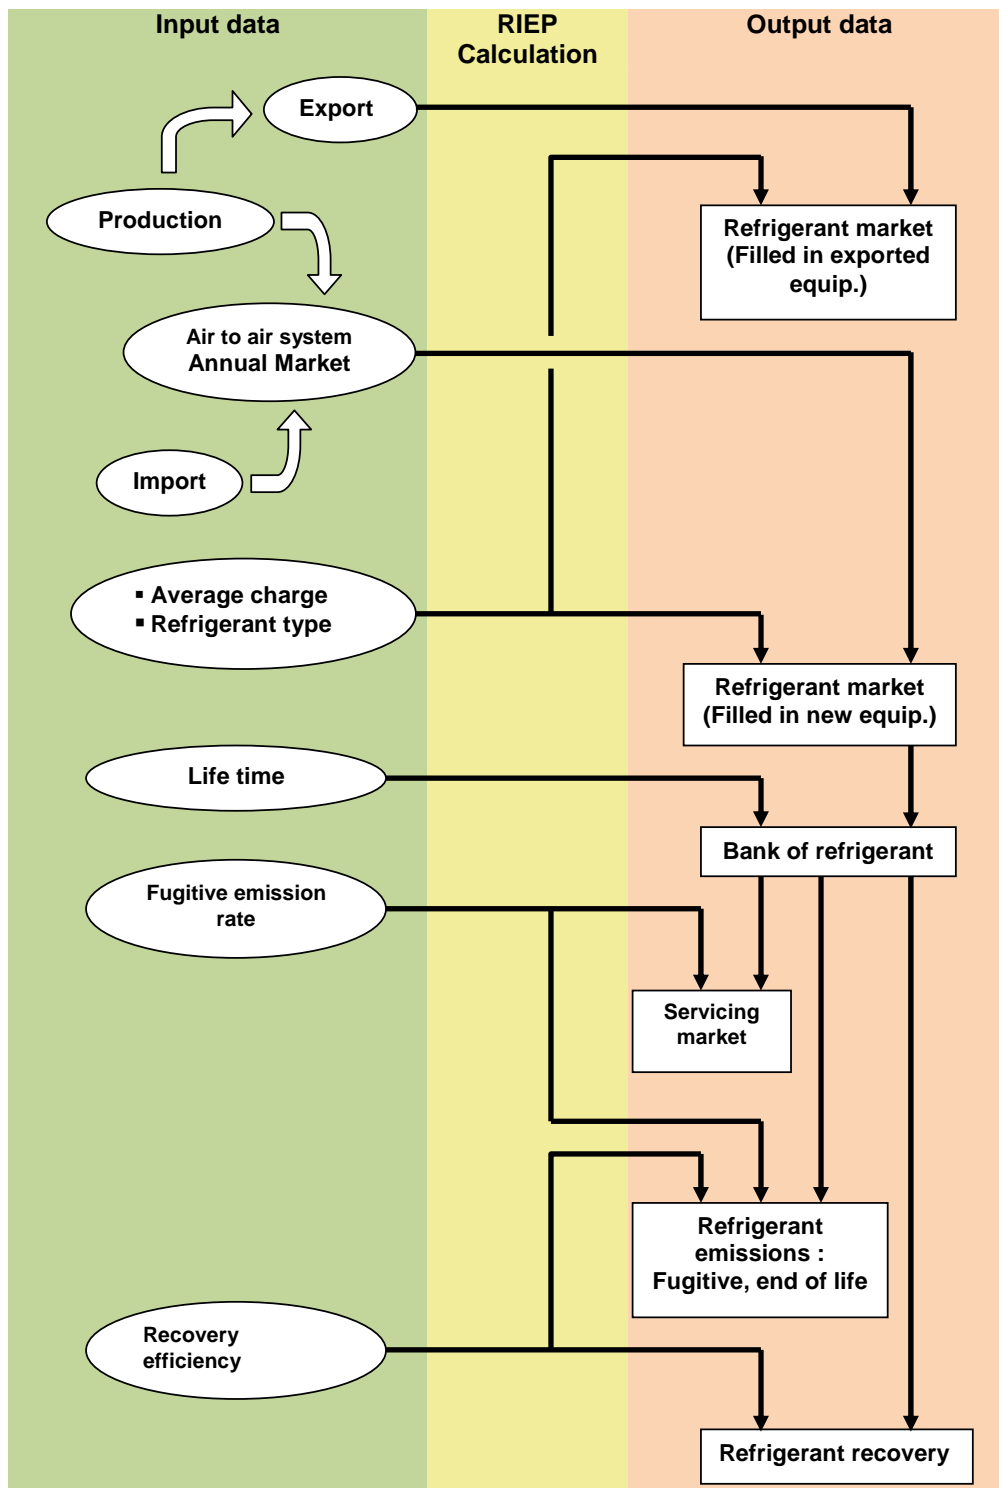 Input data
RIEP
Calculation
Output data
Export
Production
Refrigerant market
(Filled in exported
equip.)
Air to air system
Annual Market
Import
▪ Average charge
▪ Refrigerant type
Refrigerant market
(Filled in new equip.)
Life time
Bank of refrigerant
Fugitive emission
rate
Servicing
market
Refrigerant
emissions :
Fugitive, end of life
Recovery
efficiency
Refrigerant recovery